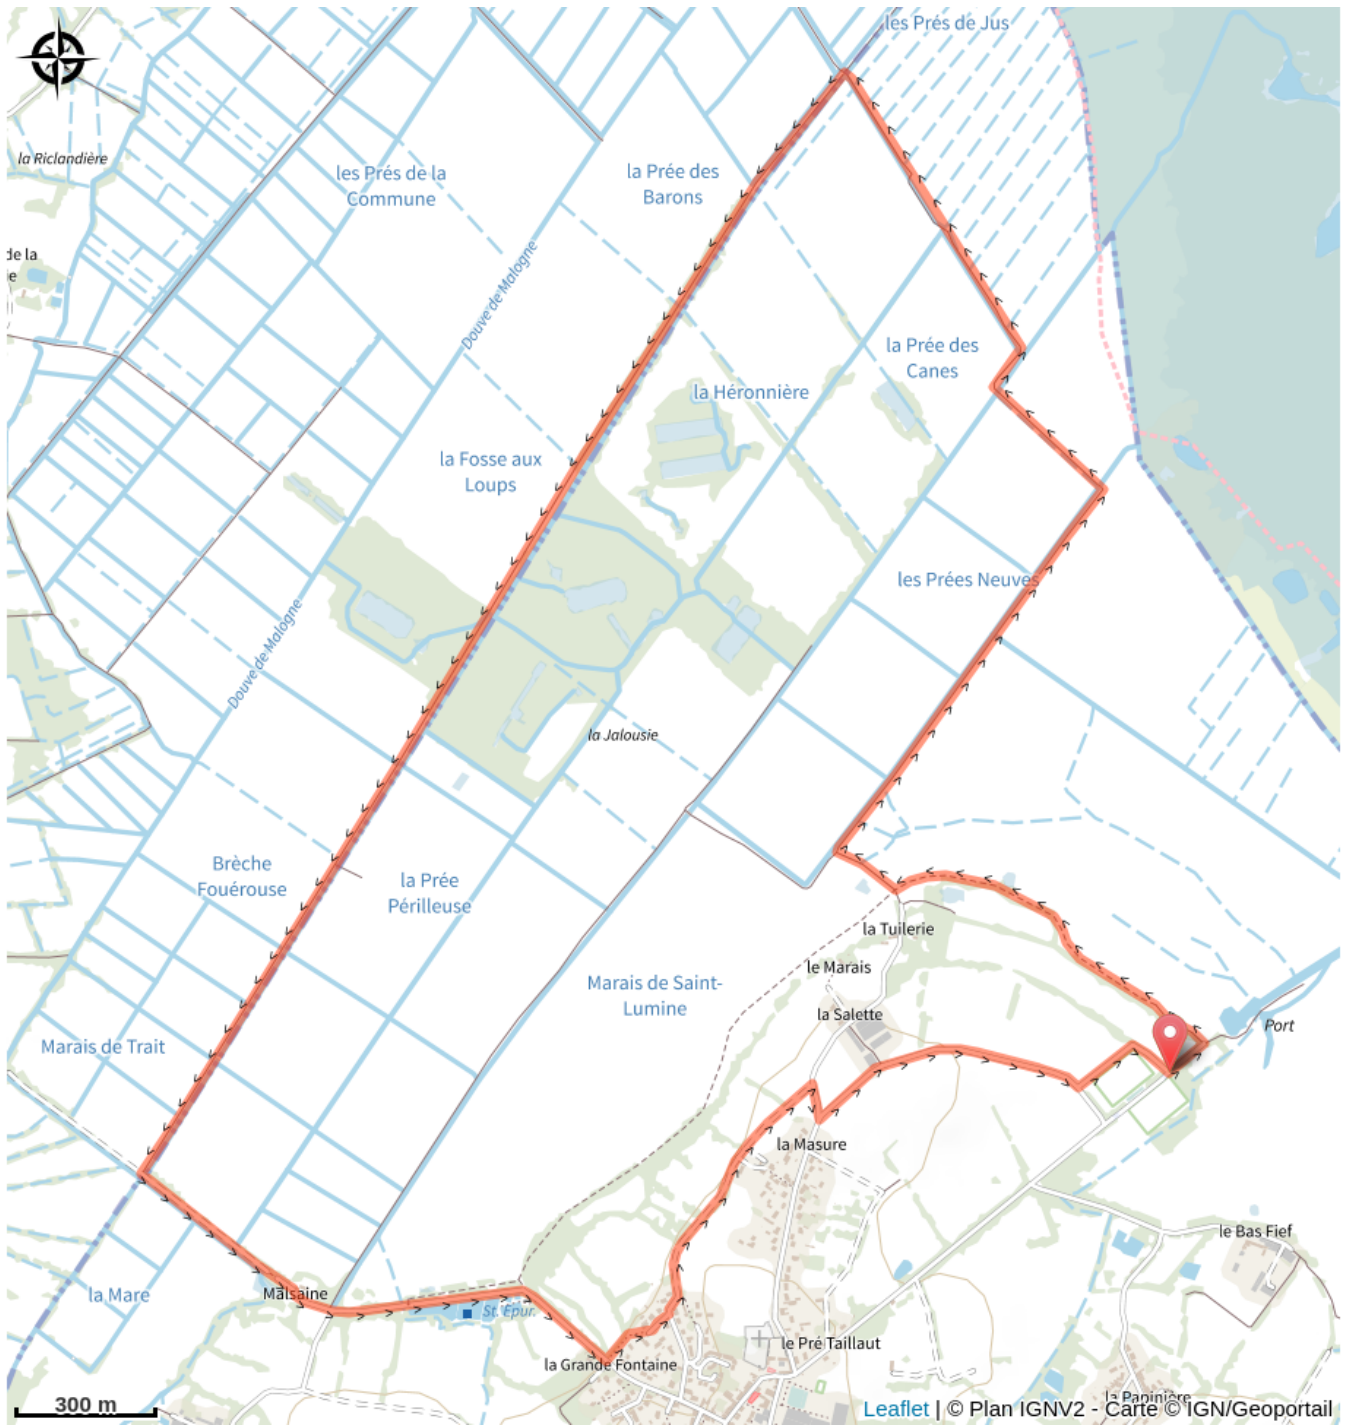 les Prés de Jus
la Riclandière
les Prés de la
Commune
la Prée des
Barons
de la
e
Douve de Malogne
la Prée des
Canes
la Héronnière
la Fosse aux
Loups
les Prées Neuves
Douve de Malogne
la Jalousie
Brèche
Fouérouse
la Prée
Périlleuse
la Tuilerie
le Marais
Marais de Saint-
Lumine
la Salette
Port
Marais de Trait
la Masure
le Bas Fief
la Mare
Malsaine
St. Épur.
le Pré Taillaut
la Grande Fontaine
la Papinière
300 m
Leaflet | © Plan IGNV2 - Carte © IGN/Geoportail